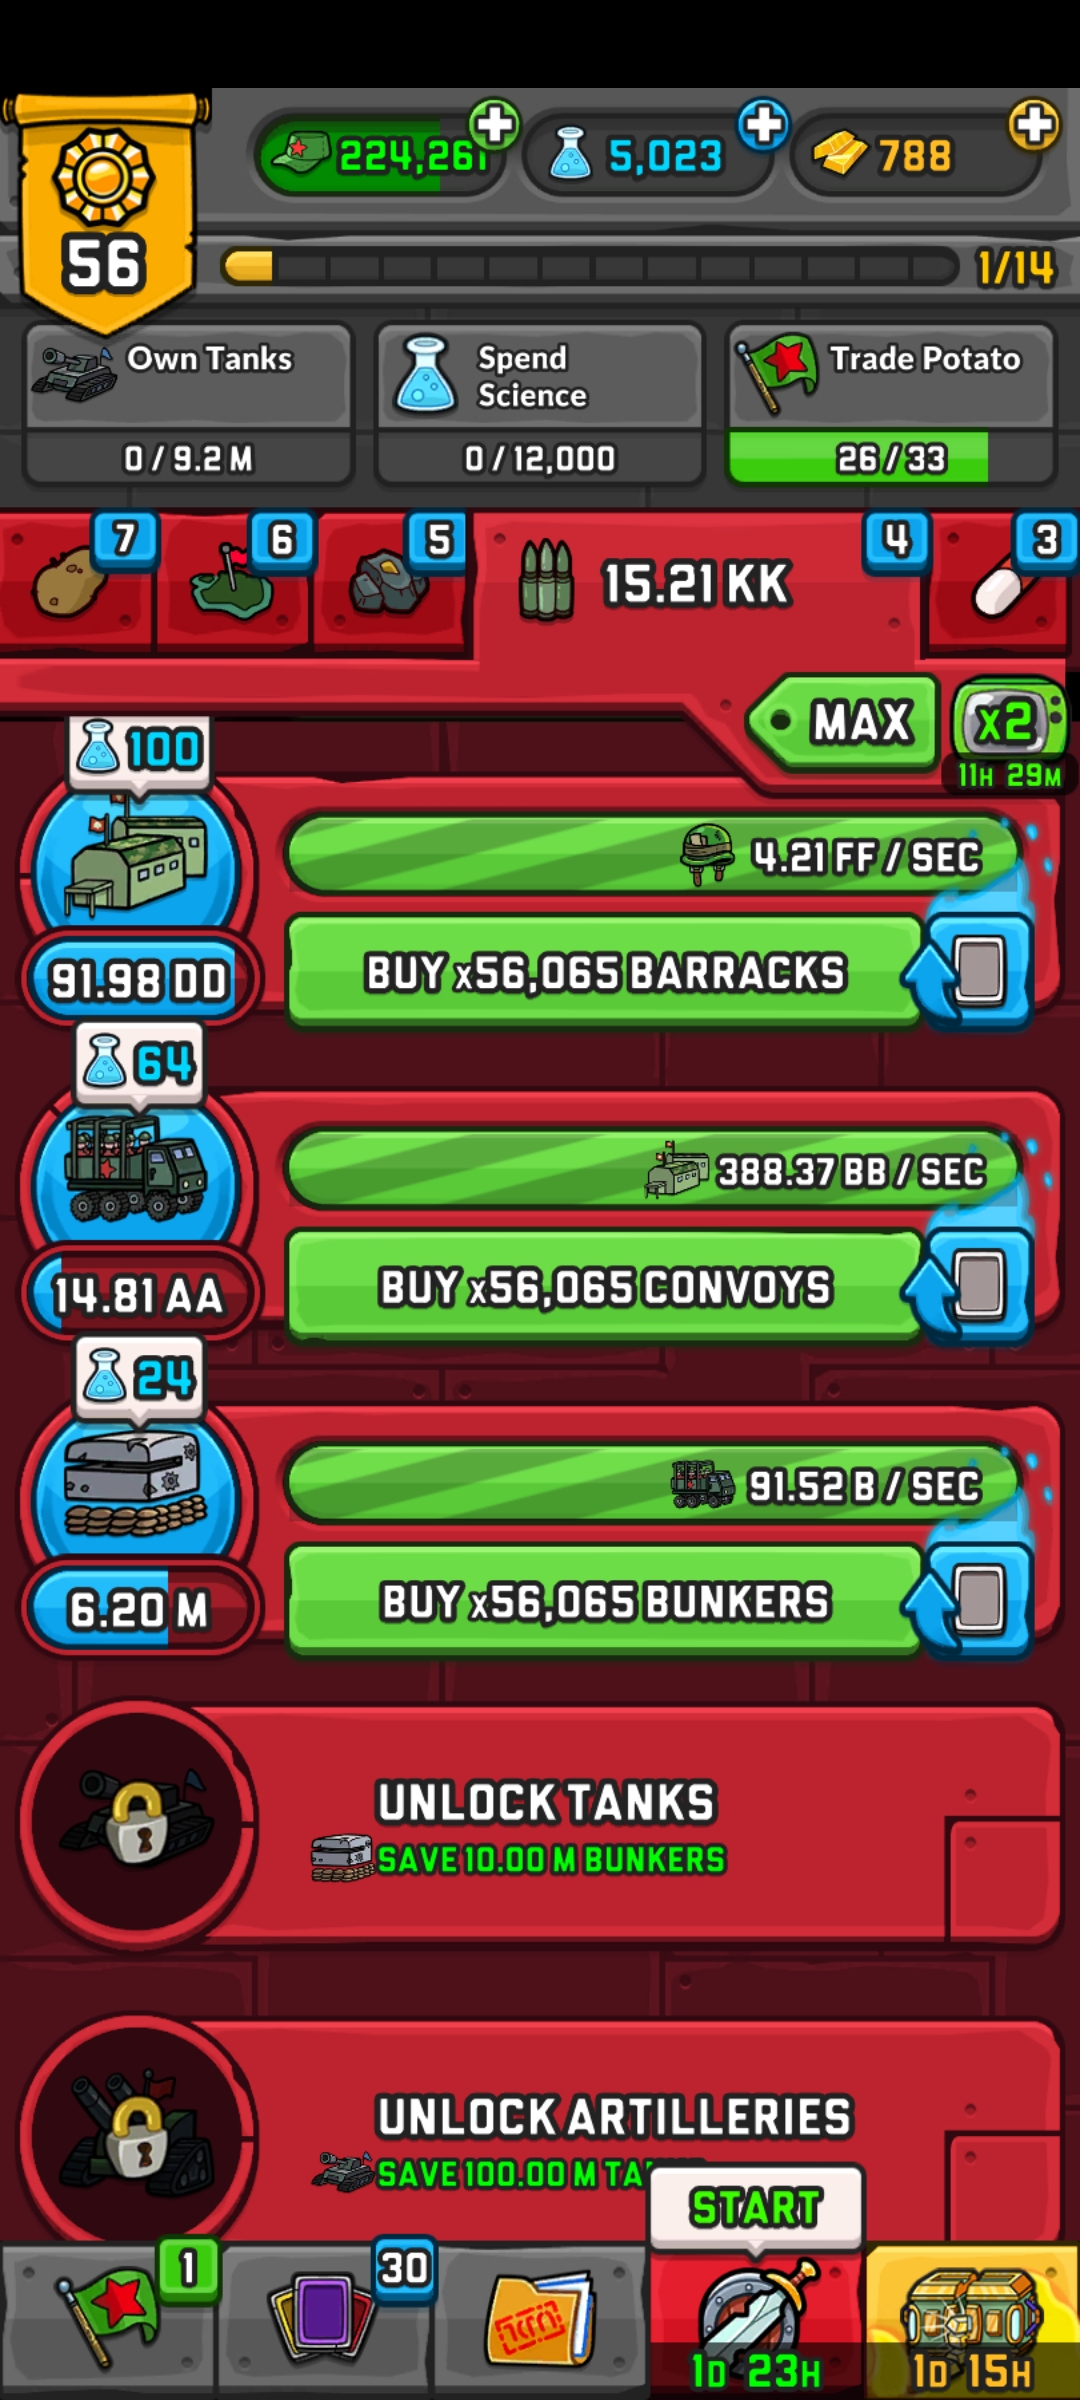 224,261
5,023
788
56
1/14
Own Tanks
0 / 9.2 M
Spend
Science
0 / 12,000
Trade Potato
26 / 33
7
6
5
15.21 KK
4
3
MAX
x2
11H 29M
100
4.21 FF / SEC
91.98 DD
BUY x56,065 BARRACKS
64
388.37 BB / SEC
14.81 AA
BUY x56,065 CONVOYS
24
91.52 B / SEC
6.20 M
BUY x56,065 BUNKERS
UNLOCK TANKS
SAVE 10.00 M BUNKERS
UNLOCK ARTILLERIES
SAVE 100.00 M TA
START
1
30
1D 23H
1D 15H